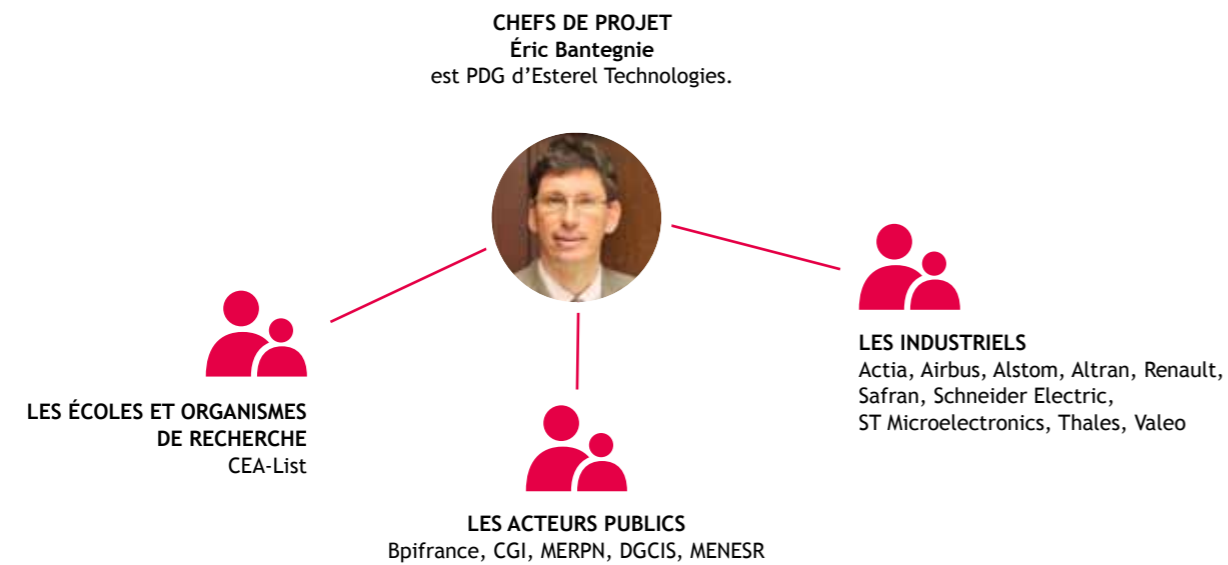 CHEFS DE PROJET
Éric Bantegnie
est PDG d’Esterel Technologies.
LES INDUSTRIELS
Actia, Airbus, Alstom, Altran, Renault,
Safran, Schneider Electric,
ST Microelectronics, Thales, Valeo
LES ÉCOLES ET ORGANISMES
DE RECHERCHE
CEA-List
LES ACTEURS PUBLICS
Bpifrance, CGI, MERPN, DGCIS, MENESR